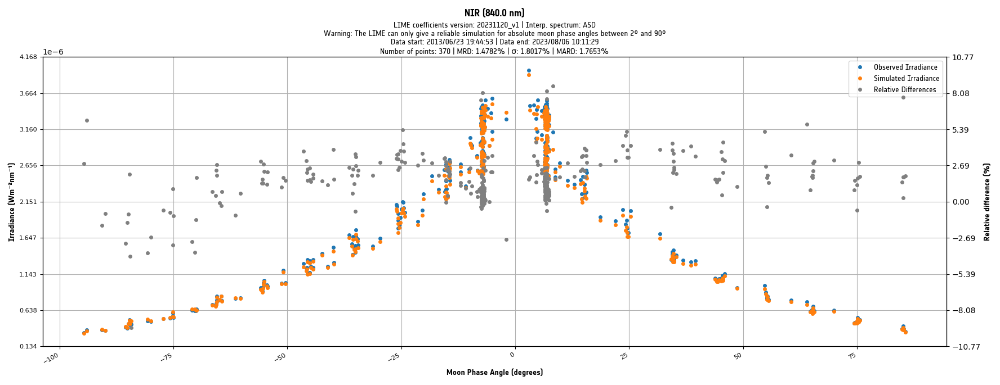 NIR (840.0 nm)
LIME coefficients version: 20231120_v1 | Interp. spectrum: ASD
Warning: The LIME can only give a reliable simulation for absolute moon phase angles between 2º and 90º
Data start: 2013/06/23 19:44:53 | Data end: 2023/08/06 10:11:29
Number of points: 370 | MRD: 1.4782% | σ: 1.8017% | MARD: 1.7653%
1e−6
4.168
3.664
3.160
2.656
2.151
1.647
1.143
0.638
0.134
Irradiance (Wm⁻²nm⁻¹)
10.77
8.08
5.39
2.69
0.00
−2.69
−5.39
−8.08
−10.77
Relative difference (%)
Observed Irradiance
Simulated Irradiance
Relative Differences
−100
−75
−50
−25
0
25
50
75
Moon Phase Angle (degrees)